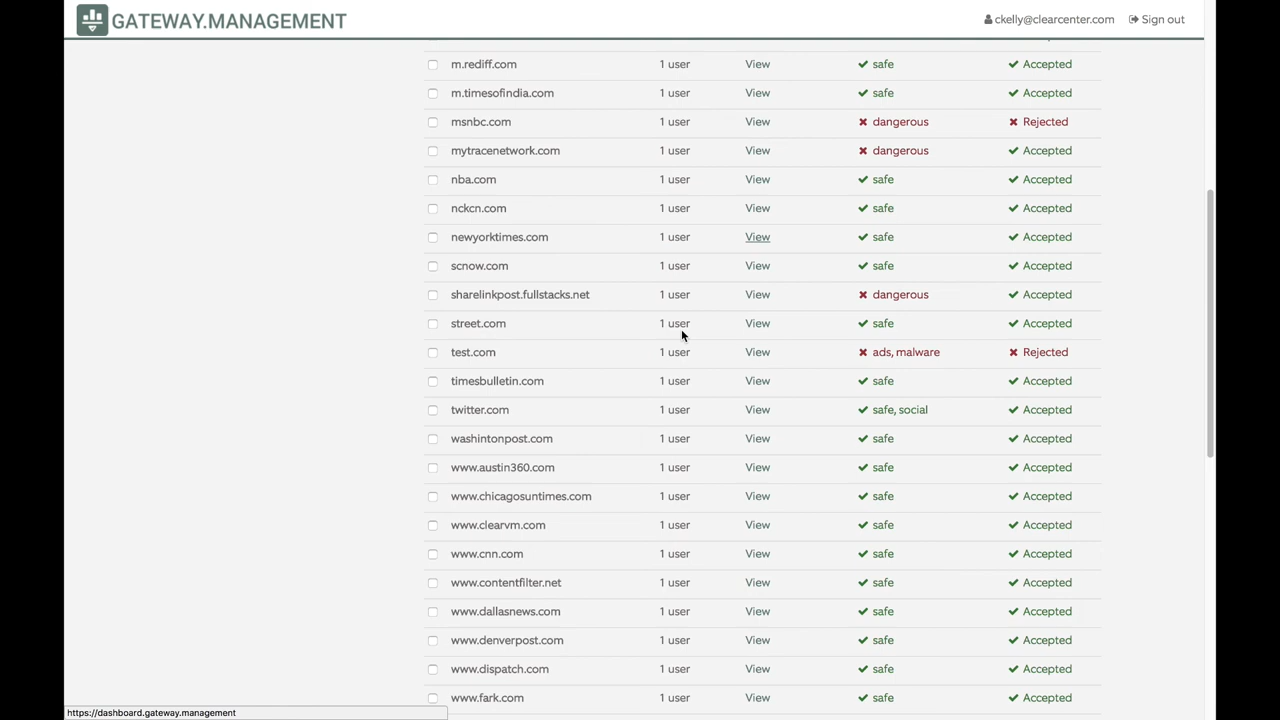 GATEWAY.MANAGEMENT ckelly@clearcenter.com Sign out
m.rediff.com 1 user View safe Accepted
m.timesofindia.com 1 user View safe Accepted
msnbc.com 1 user View dangerous Rejected
mytracenetwork.com 1 user View dangerous Accepted
nba.com 1 user View safe Accepted
nckcn.com 1 user View safe Accepted
newyorktimes.com 1 user View safe Accepted
scnow.com 1 user View safe Accepted
sharelinkpost.fullstacks.net 1 user View dangerous Accepted
street.com 1 user View safe Accepted
test.com 1 user View ads, malware Rejected
timesbulletin.com 1 user View safe Accepted
twitter.com 1 user View safe, social Accepted
washintonpost.com 1 user View safe Accepted
www.austin360.com 1 user View safe Accepted
www.chicagosuntimes.com 1 user View safe Accepted
www.clearvm.com 1 user View safe Accepted
www.cnn.com 1 user View safe Accepted
www.contentfilter.net 1 user View safe Accepted
www.dallasnews.com 1 user View safe Accepted
www.denverpost.com 1 user View safe Accepted
www.dispatch.com 1 user View safe Accepted
www.fark.com 1 user View safe Accepted
https://dashboard.gateway.management